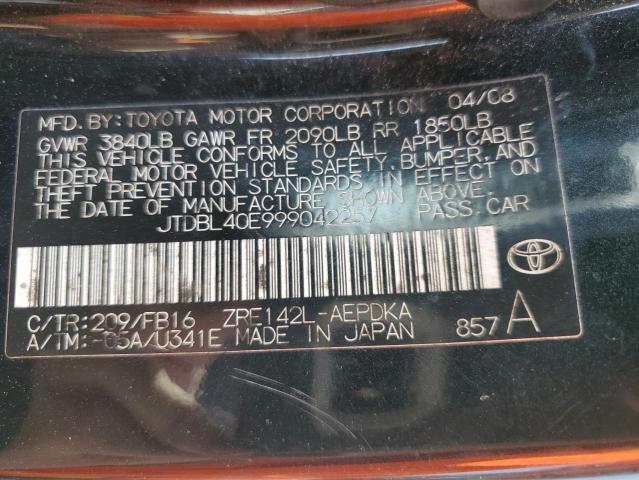 MFD. BY: TOYOTA MOTOR CORPORATION 04/08
GVWR 3840LB GAWR FR 2090LB RR 1850LB
THIS VEHICLE CONFORMS TO ALL APPLICABLE
FEDERAL MOTOR VEHICLE SAFETY, BUMPER, AND
THEFT PREVENTION STANDARDS IN EFFECT ON
THE DATE OF MANUFACTURE SHOWN ABOVE.
JTDBL40E999042257 PASS. CAR
C/TR: 209/FB16 ZRE142L-AEPDKA
A/TM: -05A/U341E MADE IN JAPAN 857 A